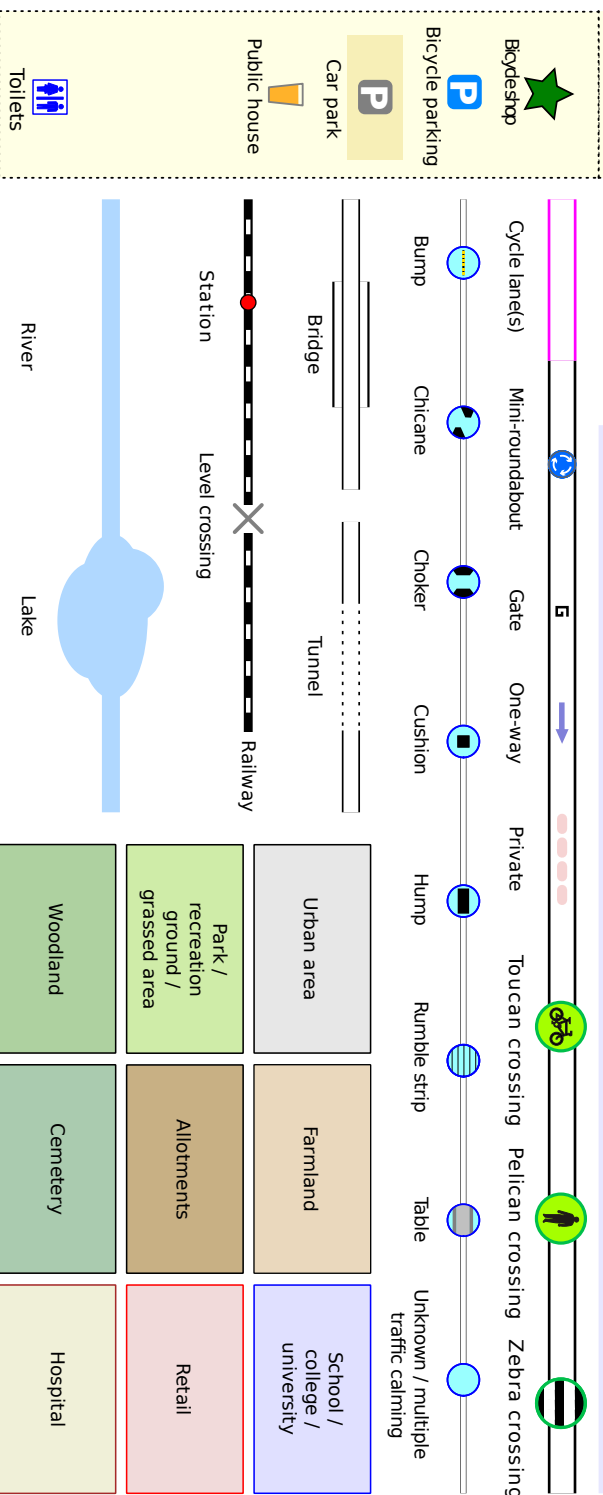 Bicycle shop
Bicycle parking
P
Car park
P
Public house
Toilets
Cycle lane(s)
Mini-roundabout
Gate
G
One-way
Private
Toucan crossing
Pelican crossing
Zebra crossing
Bump
Chicane
Choker
Cushion
Hump
Rumble strip
Table
Unknown / multiple
traffic calming
Bridge
Tunnel
Station
Level crossing
Railway
River
Lake
Urban area
Farmland
School /
college /
university
Park /
recreation
ground /
grassed area
Allotments
Retail
Woodland
Cemetery
Hospital